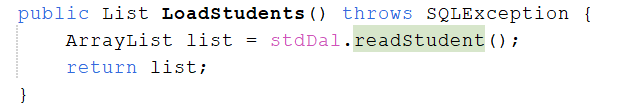 public List LoadStudents() throws SQLException {
    ArrayList list = stdDal.readStudent();
    return list;
}